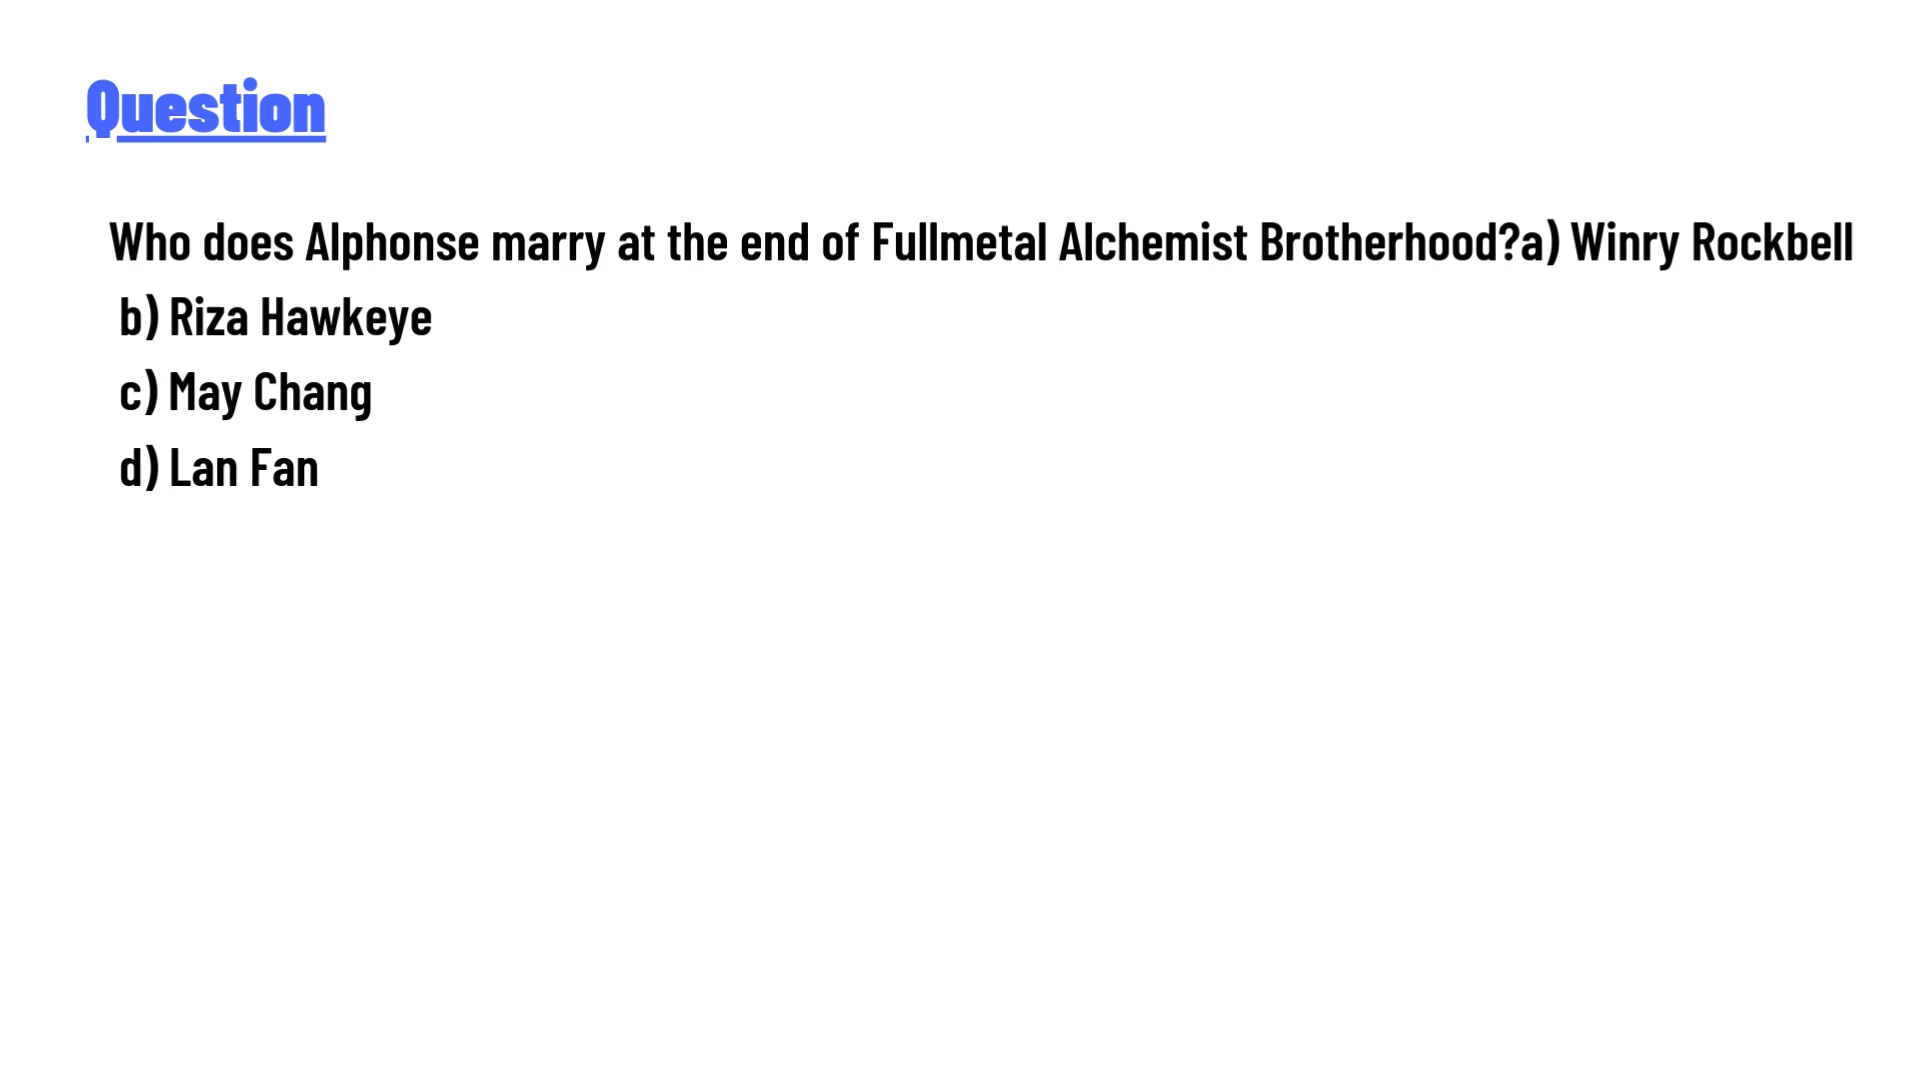 Question
Who does Alphonse marry at the end of Fullmetal Alchemist Brotherhood?a) Winry Rockbell
b) Riza Hawkeye
c) May Chang
d) Lan Fan